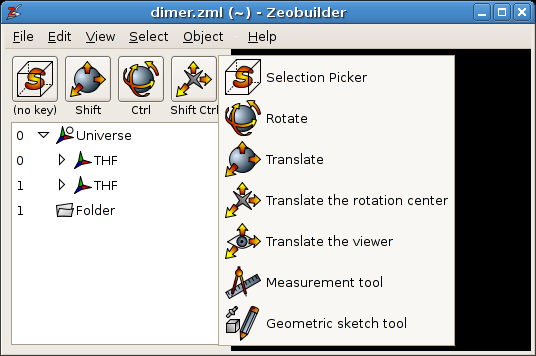 dimer.zml (~) - Zeobuilder
File Edit View Select Object Help
(no key) Shift Ctrl Shift Ctrl
0 Universe
0 THF
1 THF
1 Folder
Selection Picker
Rotate
Translate
Translate the rotation center
Translate the viewer
Measurement tool
Geometric sketch tool